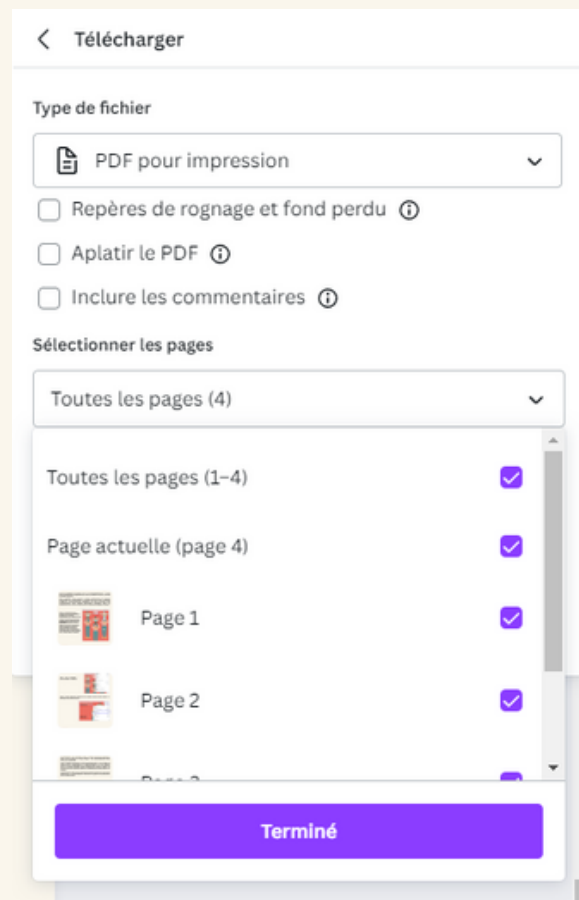 Télécharger
Type de fichier
PDF pour impression
Repères de rognage et fond perdu
Aplatir le PDF
Inclure les commentaires
Sélectionner les pages
Toutes les pages (4)
Toutes les pages (1–4)
Page actuelle (page 4)
Page 1
Page 2
Terminé